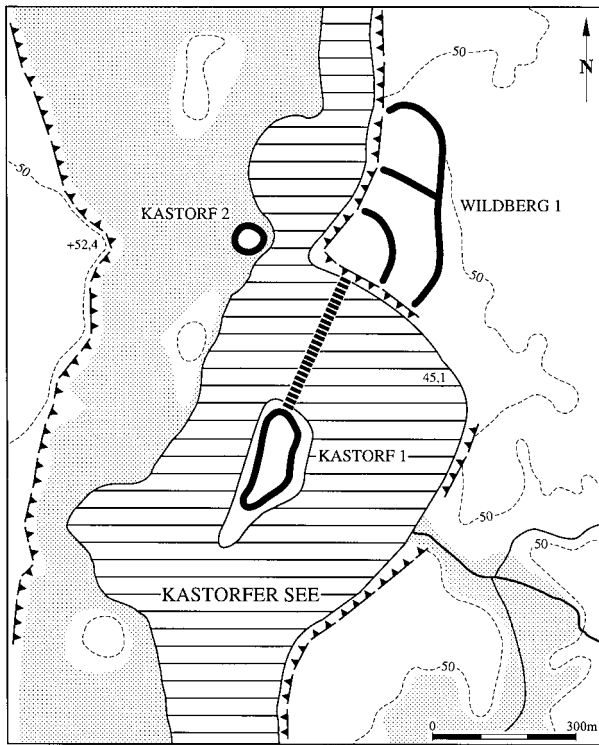 50
N
KASTORF 2
WILDBERG 1
+52,4
50
50
45,1
KASTORF 1
50
50
KASTORFER SEE
50
0 300m